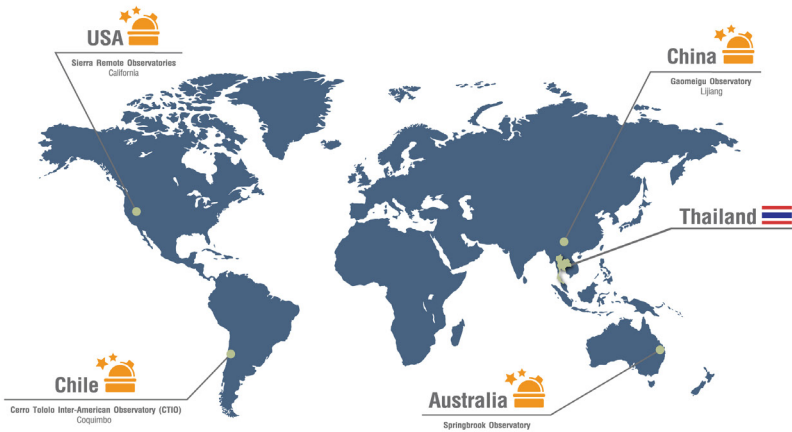 USA
Sierra Remote Observatories
California
China
Gaomeigu Observatory
Lijiang
Thailand
Chile
Cerro Tololo Inter-American Observatory (CTIO)
Coquimbo
Australia
Springbrook Observatory